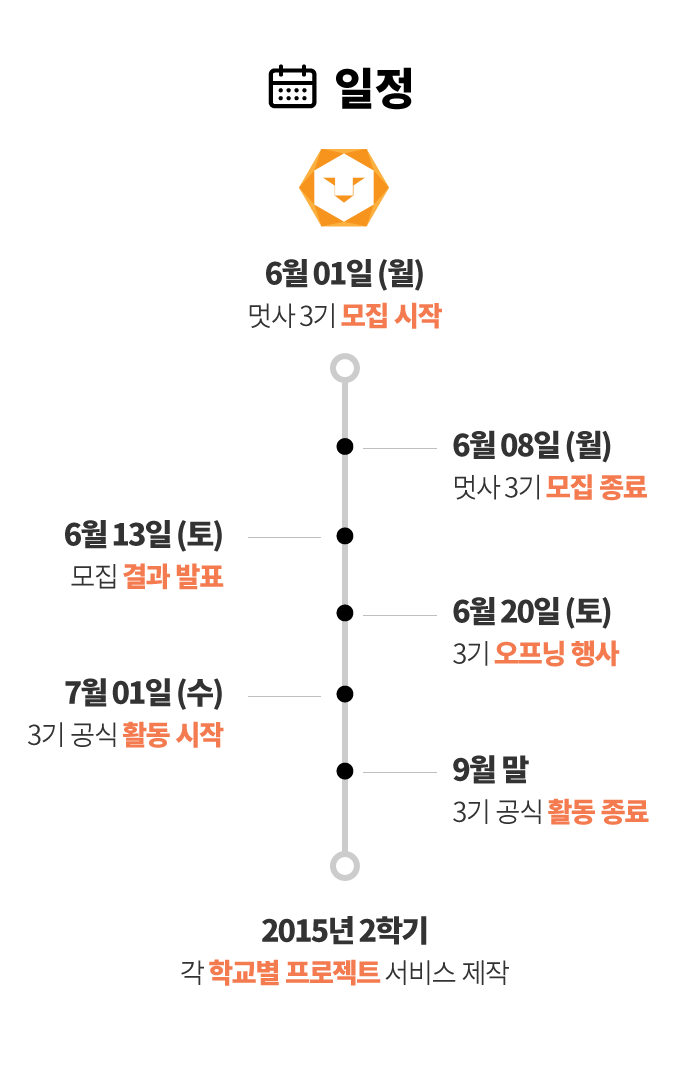 일정
6월 01일 (월)
멋사 3기 모집 시작
6월 08일 (월)
멋사 3기 모집 종료
6월 13일 (토)
모집 결과 발표
6월 20일 (토)
3기 오프닝 행사
7월 01일 (수)
3기 공식 활동 시작
9월 말
3기 공식 활동 종료
2015년 2학기
각 학교별 프로젝트 서비스 제작